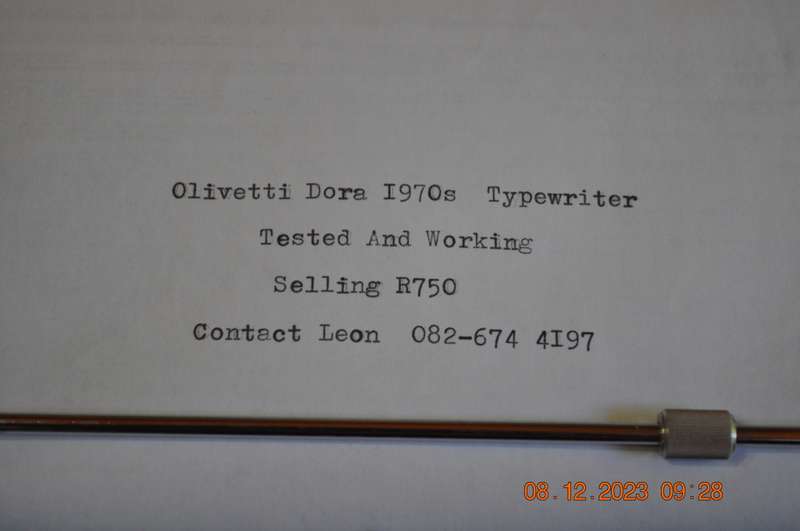 Olivetti Dora I970s Typewriter
Tested And Working
Selling R750
Contact Leon 082-674 4I97
08.12.2023 09:28